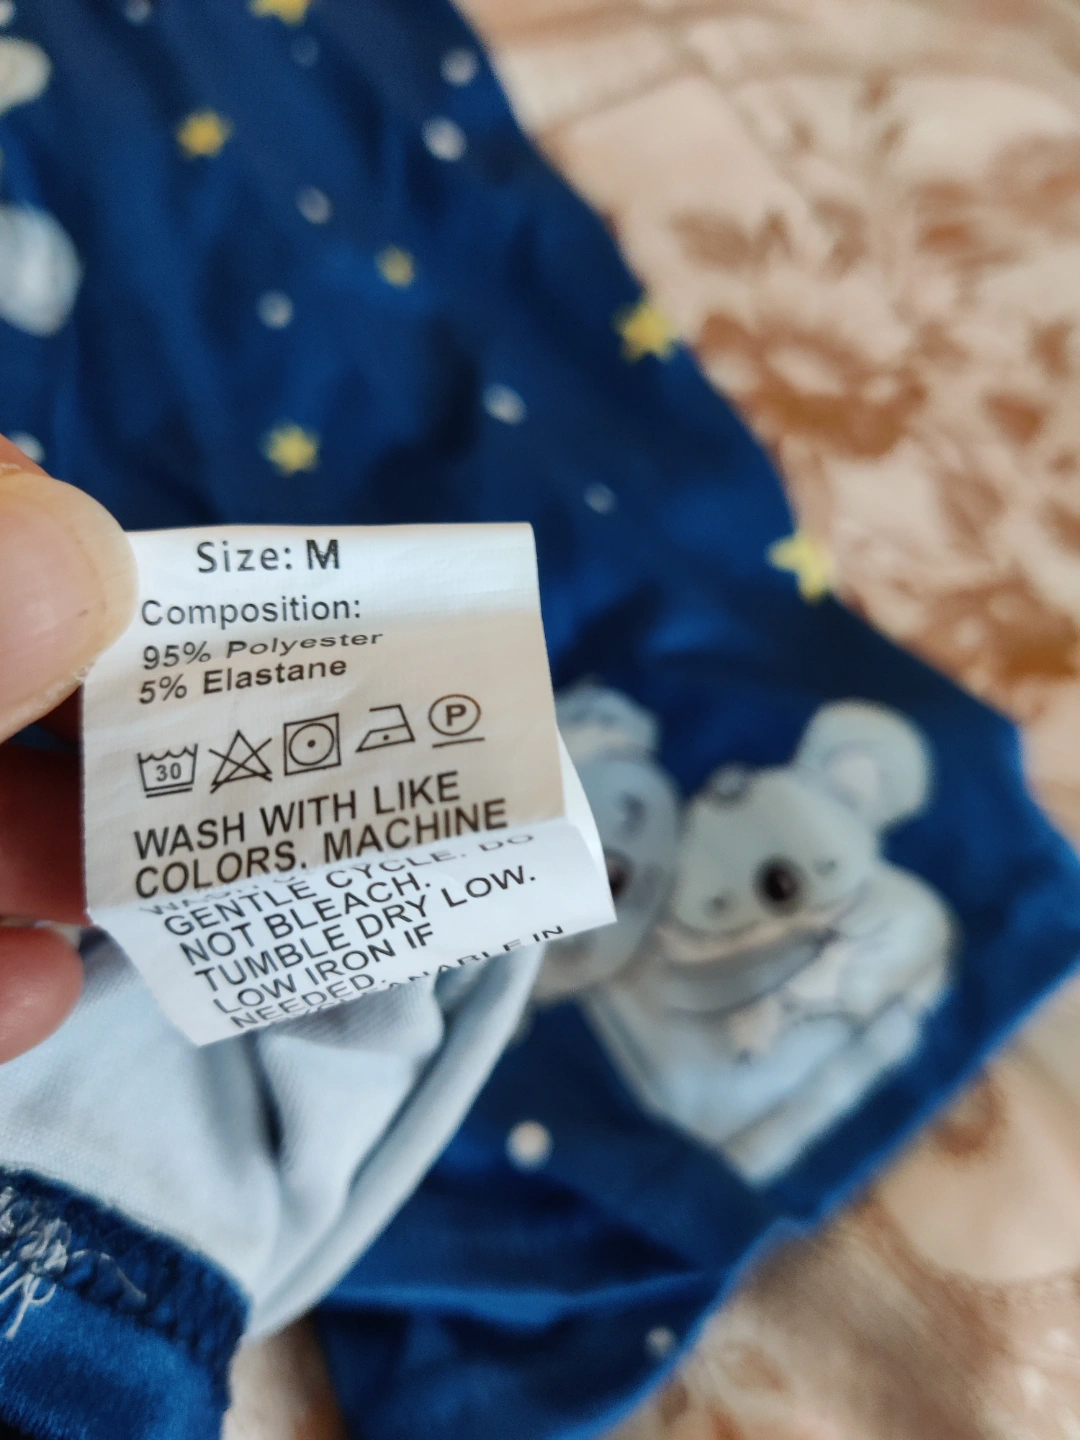 Size: M
Composition:
95% Polyester
5% Elastane
30 P
WASH WITH LIKE
COLORS. MACHINE
GENTLE CYCLE. DO
NOT BLEACH.
TUMBLE DRY LOW.
LOW IRON IF
NEEDED. IN